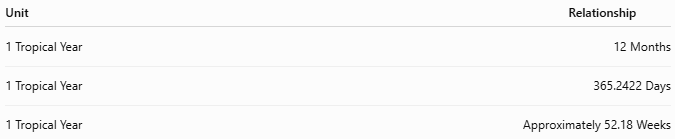 Unit Relationship
1 Tropical Year 12 Months
1 Tropical Year 365.2422 Days
1 Tropical Year Approximately 52.18 Weeks